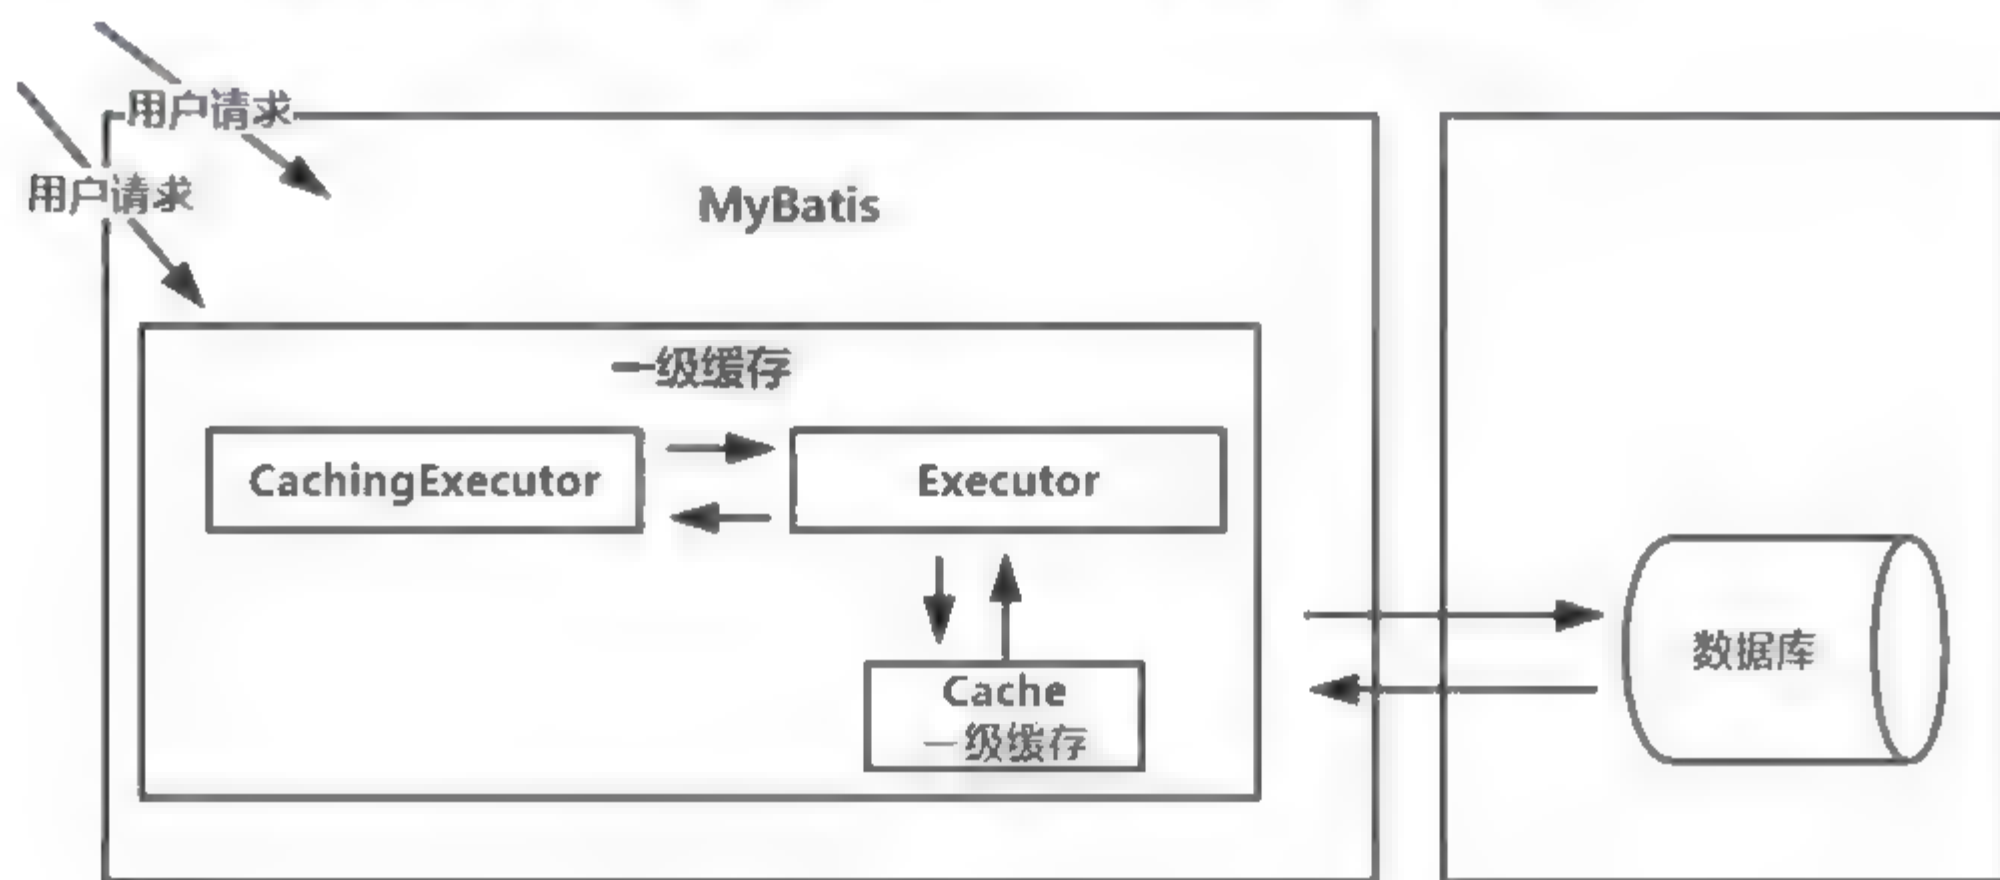 用户请求
用户请求
MyBatis
一级缓存
CachingExecutor
Executor
Cache
一级缓存
数据库